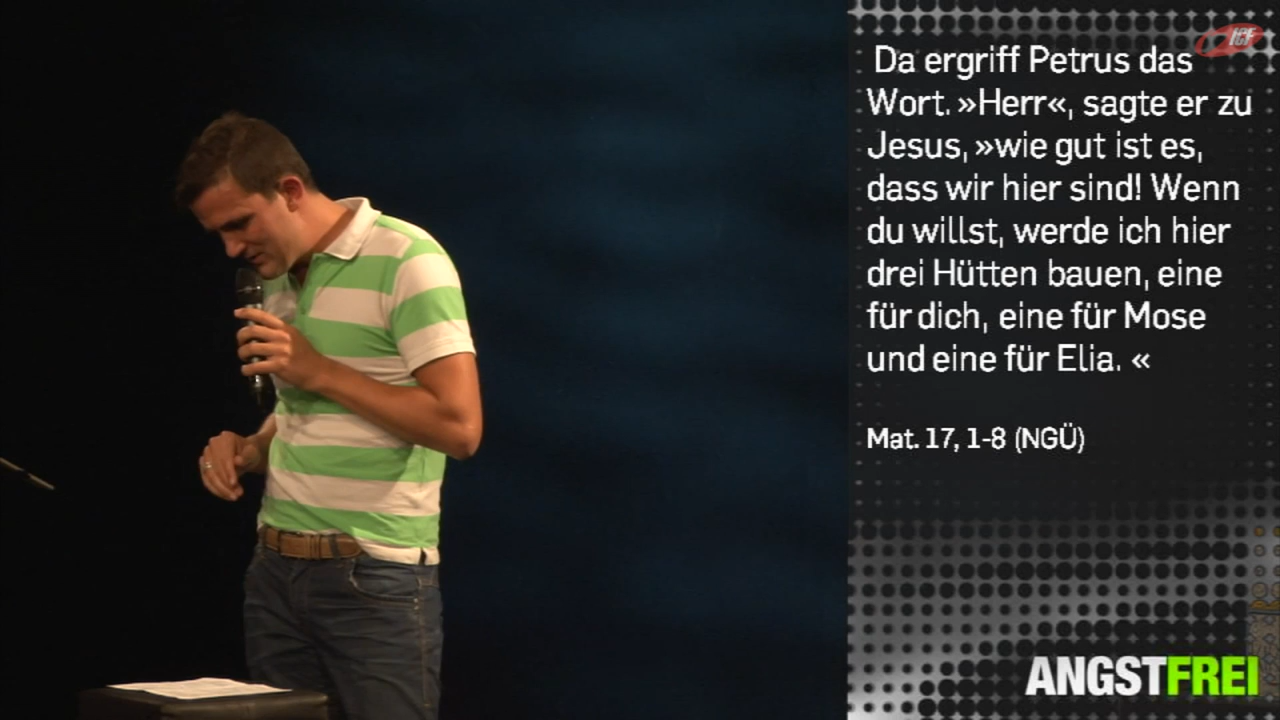 ICF
Da ergriff Petrus das
Wort. »Herr«, sagte er zu
Jesus, »wie gut ist es,
dass wir hier sind! Wenn
du willst, werde ich hier
drei Hütten bauen, eine
für dich, eine für Mose
und eine für Elia. «
Mat. 17, 1-8 (NGÜ)
ANGSTFREI